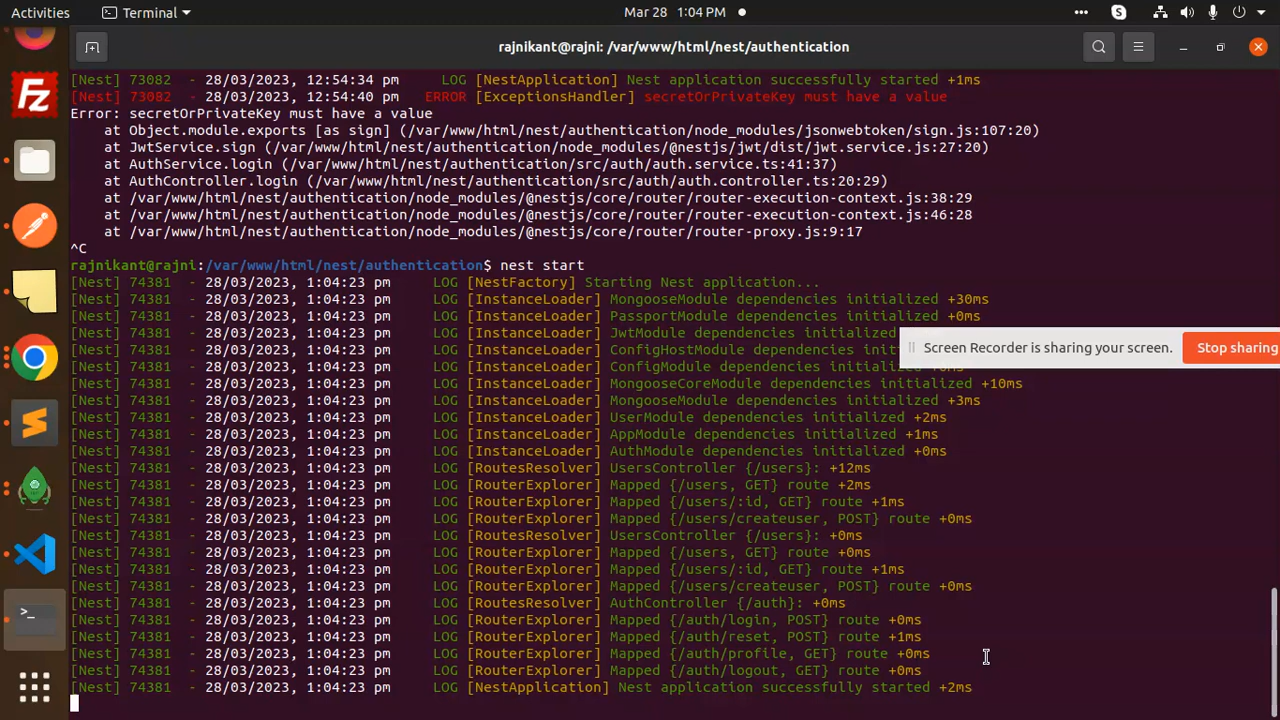 Activities Terminal Mar 28 1:04 PM
rajnikant@rajni: /var/www/html/nest/authentication
[Nest] 73082 - 28/03/2023, 12:54:34 pm LOG [NestApplication] Nest application successfully started +1ms
[Nest] 73082 - 28/03/2023, 12:54:40 pm ERROR [ExceptionsHandler] secretOrPrivateKey must have a value
Error: secretOrPrivateKey must have a value
at Object.module.exports [as sign] (/var/www/html/nest/authentication/node_modules/jsonwebtoken/sign.js:107:20)
at JwtService.sign (/var/www/html/nest/authentication/node_modules/@nestjs/jwt/dist/jwt.service.js:27:20)
at AuthService.login (/var/www/html/nest/authentication/src/auth/auth.service.ts:41:37)
at AuthController.login (/var/www/html/nest/authentication/src/auth/auth.controller.ts:20:29)
at /var/www/html/nest/authentication/node_modules/@nestjs/core/router/router-execution-context.js:38:29
at /var/www/html/nest/authentication/node_modules/@nestjs/core/router/router-execution-context.js:46:28
at /var/www/html/nest/authentication/node_modules/@nestjs/core/router/router-proxy.js:9:17
^C
rajnikant@rajni:/var/www/html/nest/authentication$ nest start
[Nest] 74381 - 28/03/2023, 1:04:23 pm LOG [NestFactory] Starting Nest application...
[Nest] 74381 - 28/03/2023, 1:04:23 pm LOG [InstanceLoader] MongooseModule dependencies initialized +30ms
[Nest] 74381 - 28/03/2023, 1:04:23 pm LOG [InstanceLoader] PassportModule dependencies initialized +0ms
[Nest] 74381 - 28/03/2023, 1:04:23 pm LOG [InstanceLoader] JwtModule dependencies initialized
Screen Recorder is sharing your screen. Stop sharing
[Nest] 74381 - 28/03/2023, 1:04:23 pm LOG [InstanceLoader] ConfigHostModule dependencies
[Nest] 74381 - 28/03/2023, 1:04:23 pm LOG [InstanceLoader] ConfigModule dependencies initialized
[Nest] 74381 - 28/03/2023, 1:04:23 pm LOG [InstanceLoader] MongooseCoreModule dependencies initialized +10ms
[Nest] 74381 - 28/03/2023, 1:04:23 pm LOG [InstanceLoader] MongooseModule dependencies initialized +3ms
[Nest] 74381 - 28/03/2023, 1:04:23 pm LOG [InstanceLoader] UserModule dependencies initialized +2ms
[Nest] 74381 - 28/03/2023, 1:04:23 pm LOG [InstanceLoader] AppModule dependencies initialized +1ms
[Nest] 74381 - 28/03/2023, 1:04:23 pm LOG [InstanceLoader] AuthModule dependencies initialized +0ms
[Nest] 74381 - 28/03/2023, 1:04:23 pm LOG [RoutesResolver] UsersController {/users}: +12ms
[Nest] 74381 - 28/03/2023, 1:04:23 pm LOG [RouterExplorer] Mapped {/users, GET} route +2ms
[Nest] 74381 - 28/03/2023, 1:04:23 pm LOG [RouterExplorer] Mapped {/users/:id, GET} route +1ms
[Nest] 74381 - 28/03/2023, 1:04:23 pm LOG [RouterExplorer] Mapped {/users/createuser, POST} route +0ms
[Nest] 74381 - 28/03/2023, 1:04:23 pm LOG [RoutesResolver] UsersController {/users}: +0ms
[Nest] 74381 - 28/03/2023, 1:04:23 pm LOG [RouterExplorer] Mapped {/users, GET} route +0ms
[Nest] 74381 - 28/03/2023, 1:04:23 pm LOG [RouterExplorer] Mapped {/users/:id, GET} route +1ms
[Nest] 74381 - 28/03/2023, 1:04:23 pm LOG [RouterExplorer] Mapped {/users/createuser, POST} route +0ms
[Nest] 74381 - 28/03/2023, 1:04:23 pm LOG [RoutesResolver] AuthController {/auth}: +0ms
[Nest] 74381 - 28/03/2023, 1:04:23 pm LOG [RouterExplorer] Mapped {/auth/login, POST} route +0ms
[Nest] 74381 - 28/03/2023, 1:04:23 pm LOG [RouterExplorer] Mapped {/auth/reset, POST} route +1ms
[Nest] 74381 - 28/03/2023, 1:04:23 pm LOG [RouterExplorer] Mapped {/auth/profile, GET} route +0ms
[Nest] 74381 - 28/03/2023, 1:04:23 pm LOG [RouterExplorer] Mapped {/auth/logout, GET} route +0ms
[Nest] 74381 - 28/03/2023, 1:04:23 pm LOG [NestApplication] Nest application successfully started +2ms